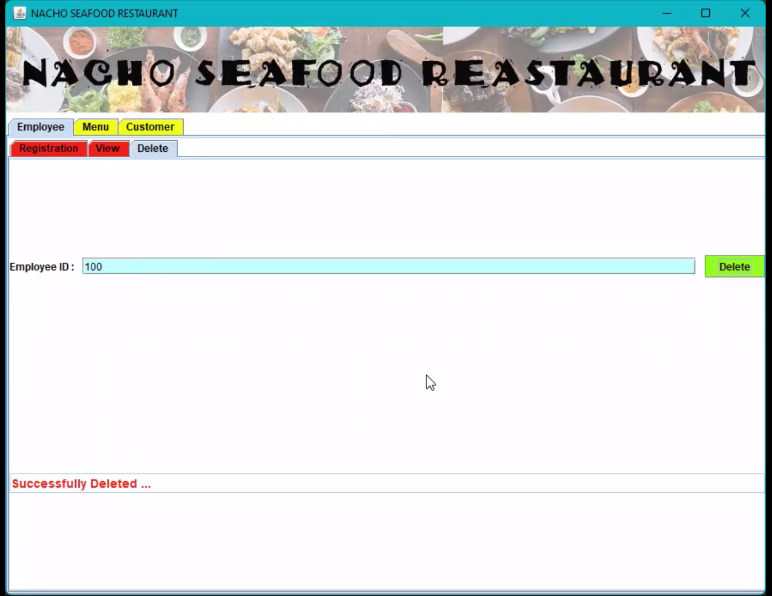 NACHO SEAFOOD RESTAURANT
NACHO SEAFOOD REASTAURANT
Employee Menu Customer
Registration View Delete
Employee ID : 100 Delete
Successfully Deleted ...